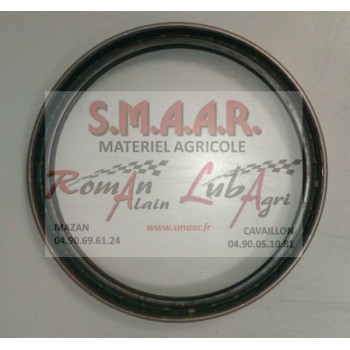 S.M.A.A.R.
MATERIEL AGRICOLE
RomAn LubAgri
Alain
MAZAN CAVAILLON
04.90.69.61.24 www.smaar.fr 04.90.05.10.81